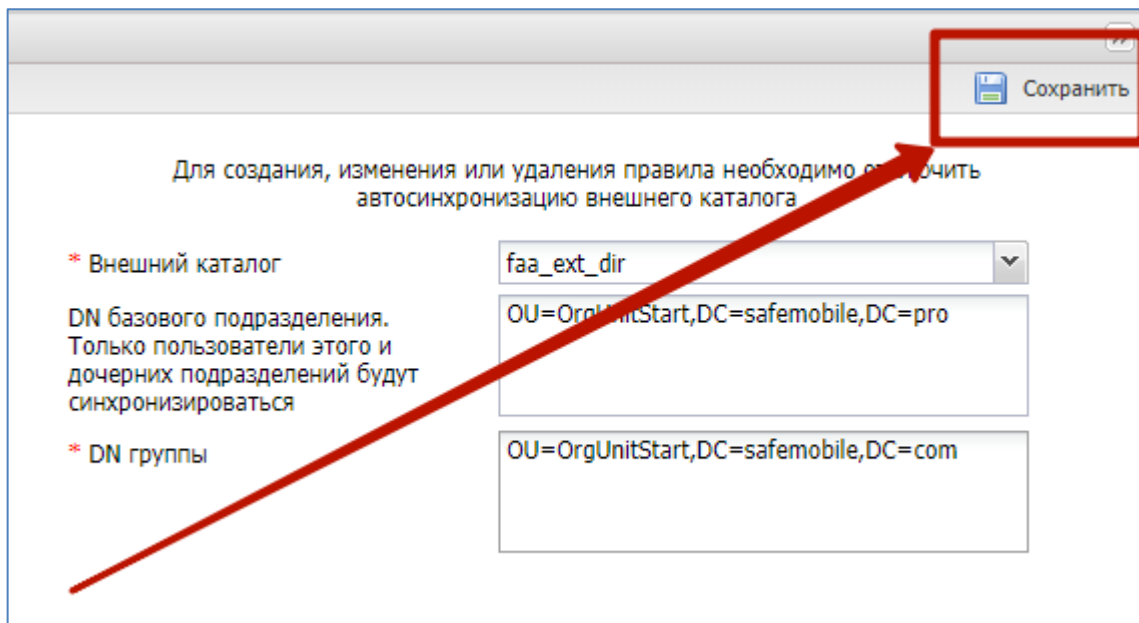 Сохранить
Для создания, изменения или удаления правила необходимо
автосинхронизацию внешнего каталога
* Внешний каталог
faa_ext_dir
DN базового подразделения.
Только пользователи этого и
дочерних подразделений будут
синхронизироваться
OU=OrgUnitStart,DC=safemobile,DC=pro
* DN группы
OU=OrgUnitStart,DC=safemobile,DC=com